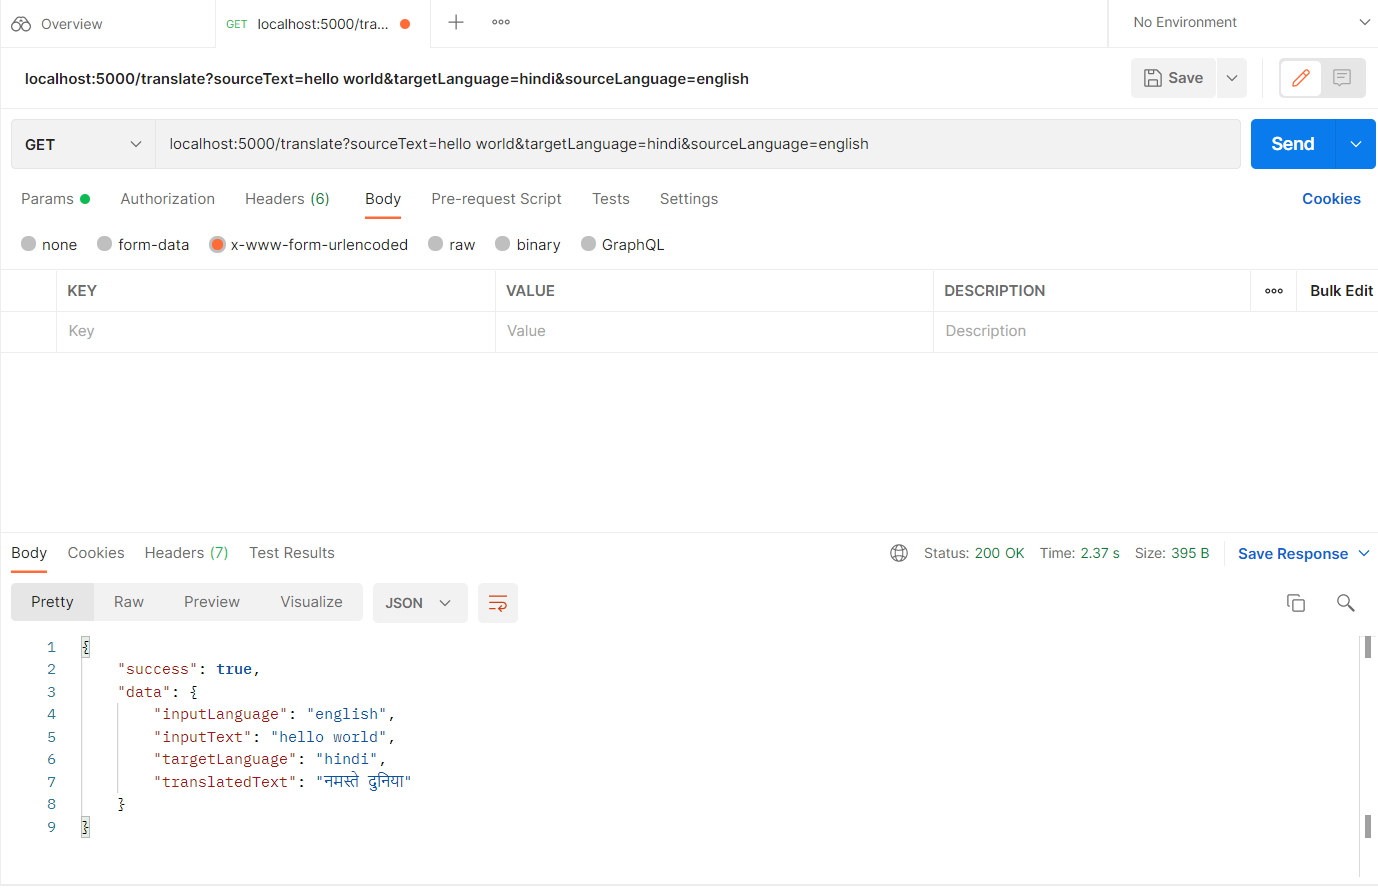 Overview GET localhost:5000/tra... No Environment
localhost:5000/translate?sourceText=hello world&targetLanguage=hindi&sourceLanguage=english Save
GET localhost:5000/translate?sourceText=hello world&targetLanguage=hindi&sourceLanguage=english Send
Params Authorization Headers (6) Body Pre-request Script Tests Settings Cookies
none form-data x-www-form-urlencoded raw binary GraphQL
KEY VALUE DESCRIPTION Bulk Edit
Key Value Description
Body Cookies Headers (7) Test Results Status: 200 OK Time: 2.37 s Size: 395 B Save Response
Pretty Raw Preview Visualize JSON
1 {
2 "success": true,
3 "data": {
4 "inputLanguage": "english",
5 "inputText": "hello world",
6 "targetLanguage": "hindi",
7 "translatedText": "नमस्ते दुनिया"
8 }
9 }